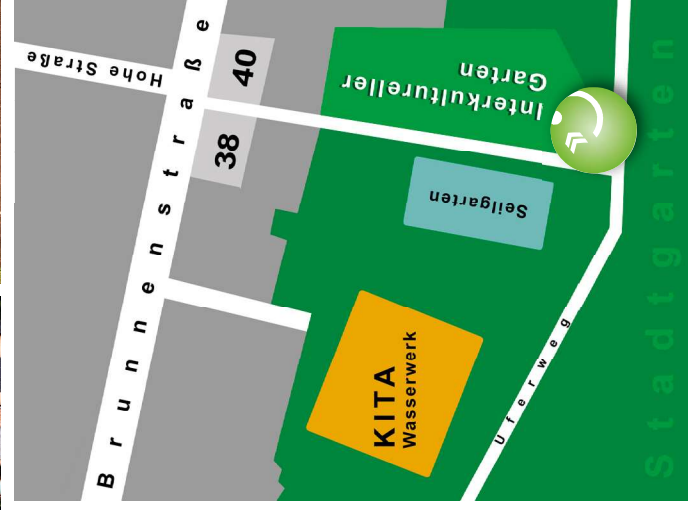 Hohe Straße
Brunnenstraße
40
38
Interkultureller
Garten
Seilgarten
KITA
Wasserwerk
Uferweg
Stadtgarten